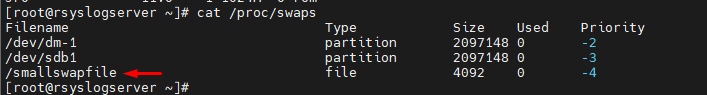 [root@rsyslogserver ~]# cat /proc/swaps
Filename Type Size Used Priority
/dev/dm-1 partition 2097148 0 -2
/dev/sdb1 partition 2097148 0 -3
/smallswapfile file 4092 0 -4
[root@rsyslogserver ~]#